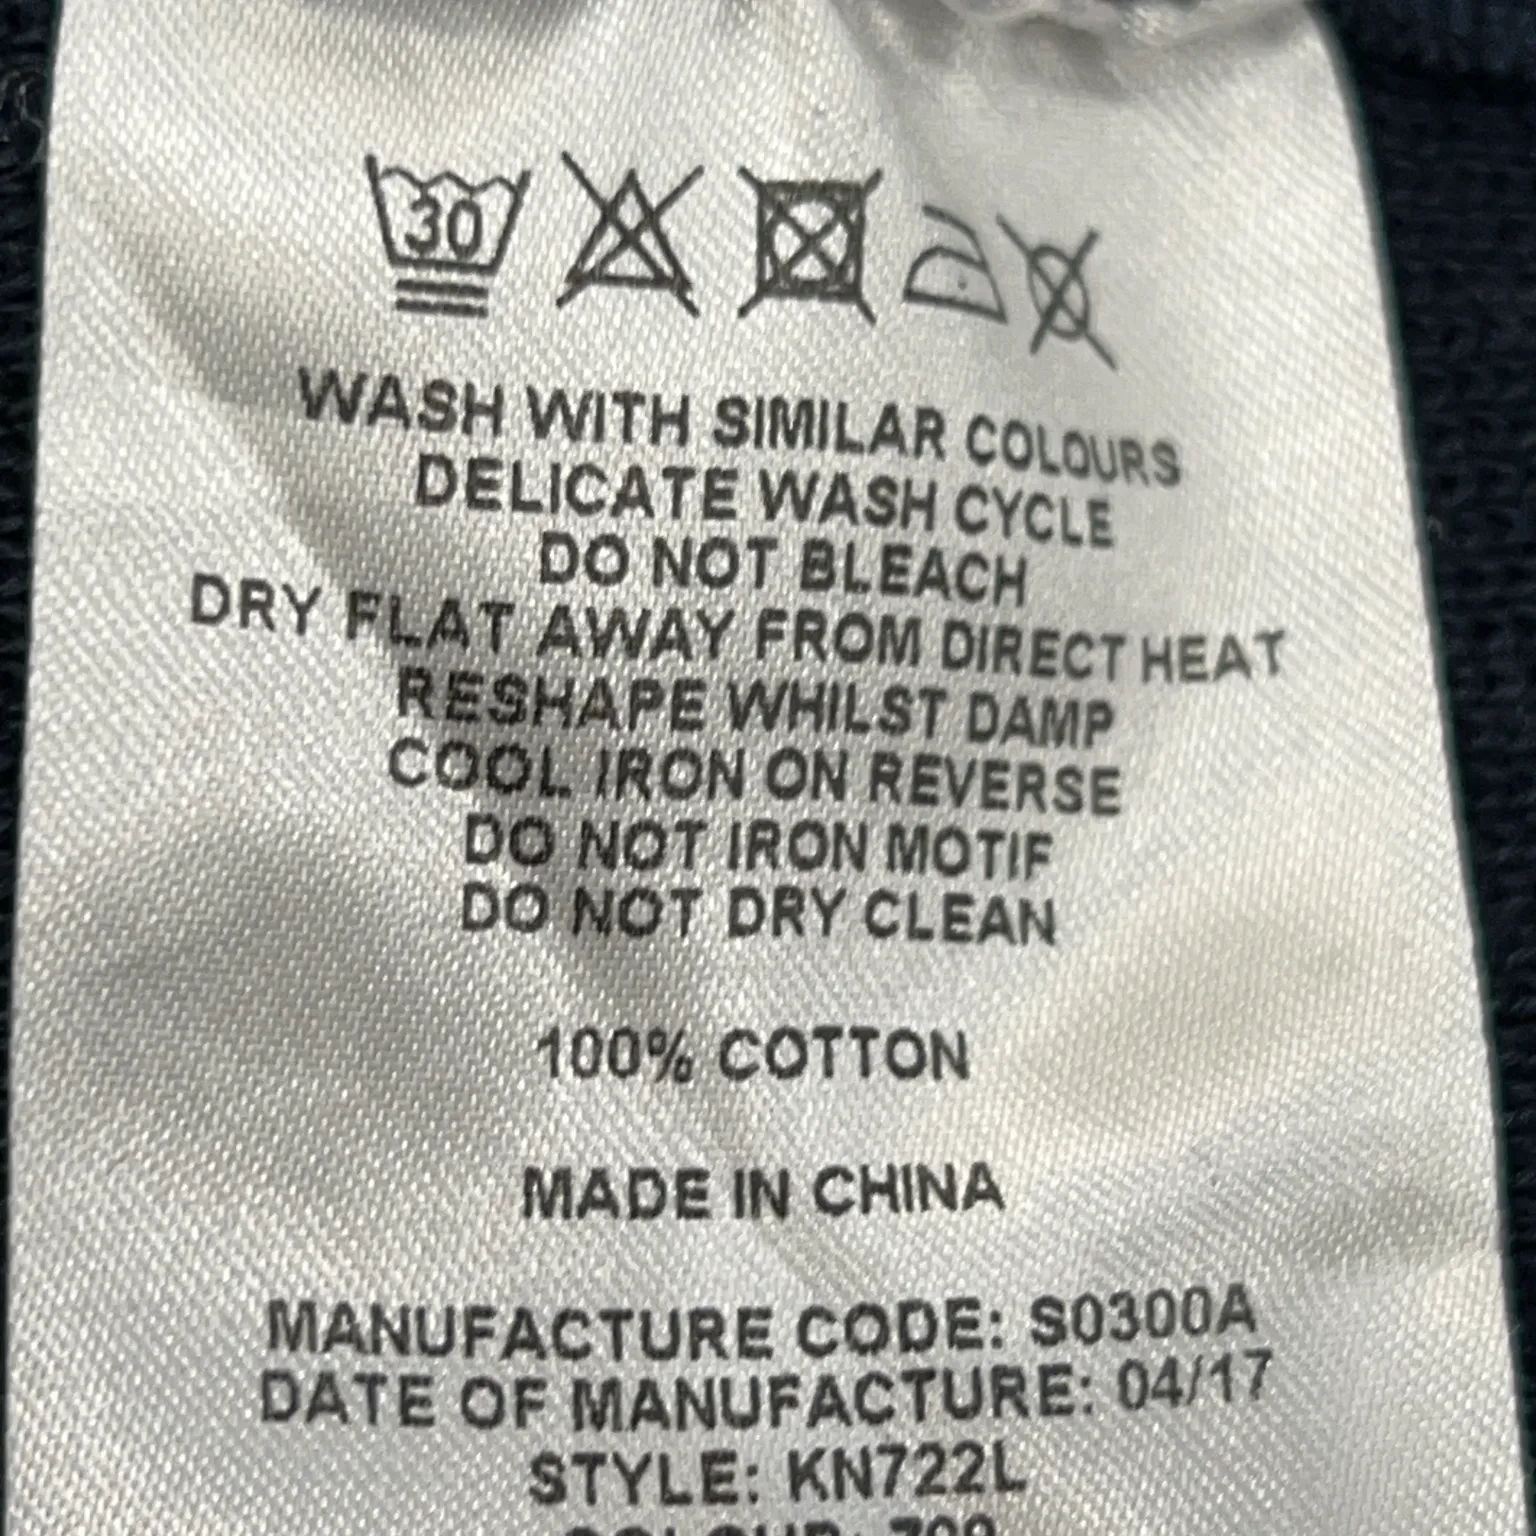 30
WASH WITH SIMILAR COLOURS
DELICATE WASH CYCLE
DO NOT BLEACH
DRY FLAT AWAY FROM DIRECT HEAT
RESHAPE WHILST DAMP
COOL IRON ON REVERSE
DO NOT IRON MOTIF
DO NOT DRY CLEAN
100% COTTON
MADE IN CHINA
MANUFACTURE CODE: S0300A
DATE OF MANUFACTURE: 04/17
STYLE: KN722L
COLOUR: